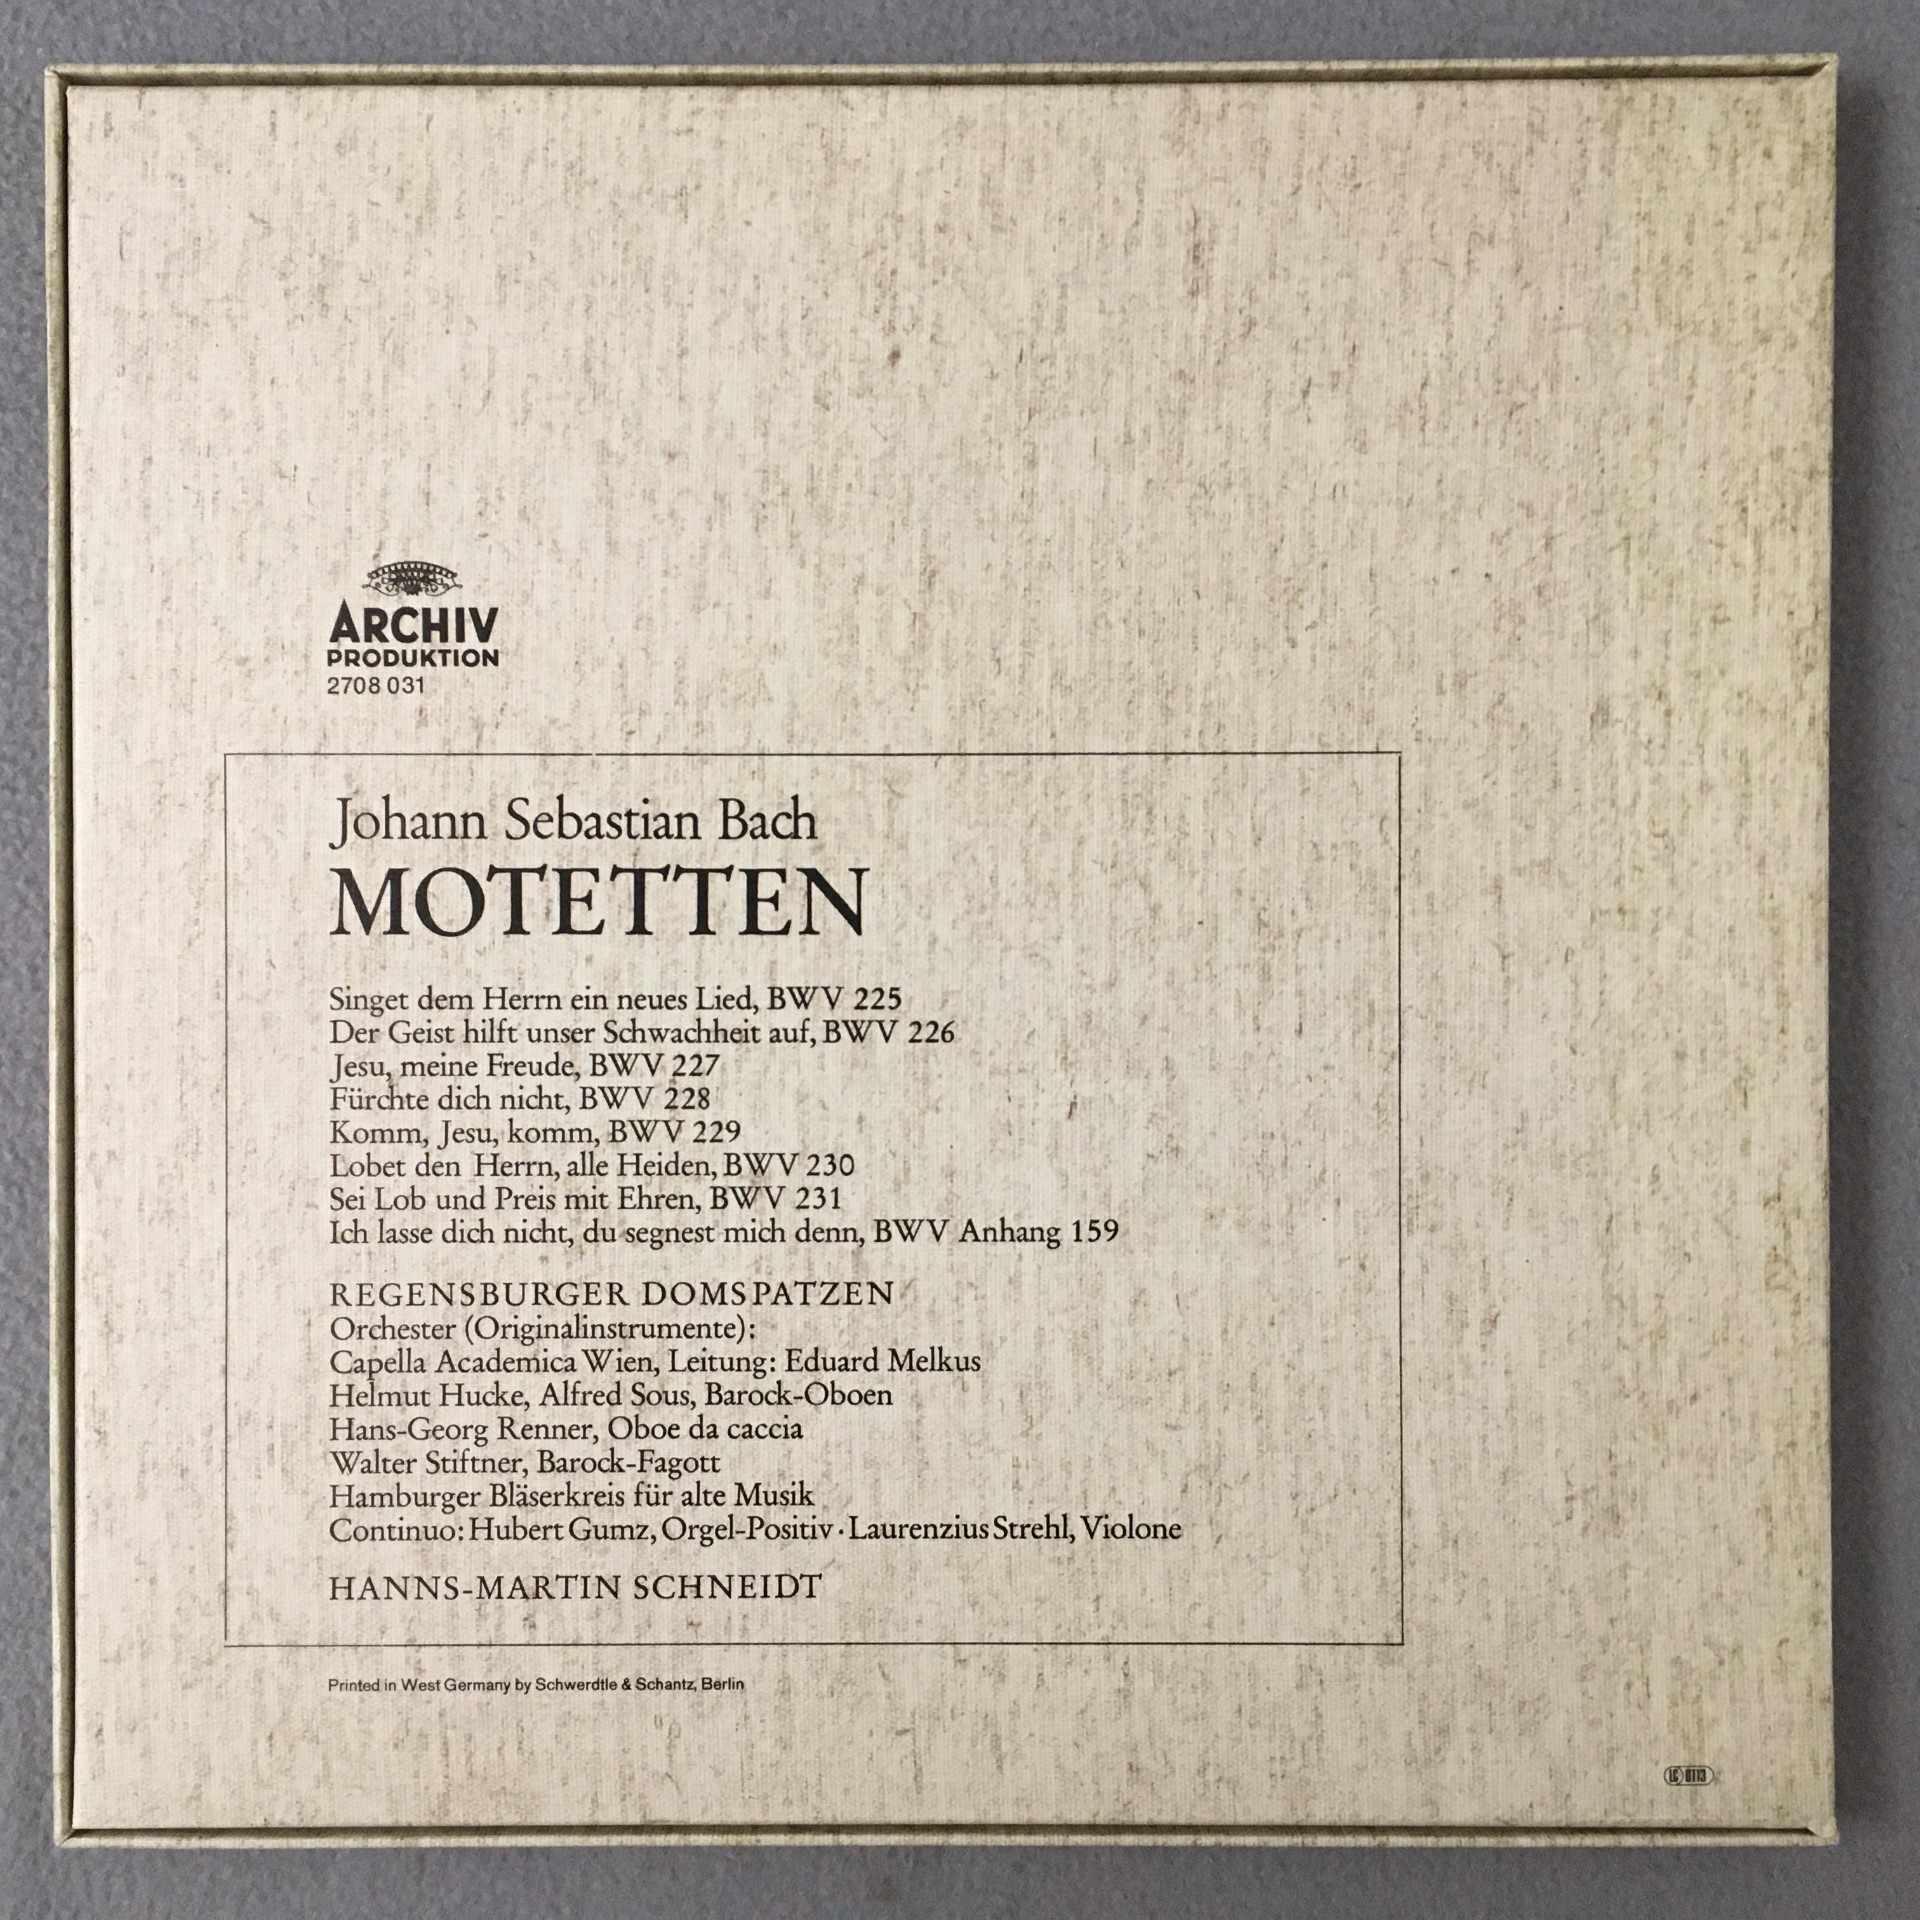 ARCHIV
PRODUKTION
2708 031
Johann Sebastian Bach
MOTETTEN
Singet dem Herrn ein neues Lied, BWV 225
Der Geist hilft unser Schwachheit auf, BWV 226
Jesu, meine Freude, BWV 227
Fürchte dich nicht, BWV 228
Komm, Jesu, komm, BWV 229
Lobet den Herrn, alle Heiden, BWV 230
Sei Lob und Preis mit Ehren, BWV 231
Ich lasse dich nicht, du segnest mich denn, BWV Anhang 159
REGENSBURGER DOMSPATZEN
Orchester (Originalinstrumente):
Capella Academica Wien, Leitung: Eduard Melkus
Helmut Hucke, Alfred Sous, Barock-Oboen
Hans-Georg Renner, Oboe da caccia
Walter Stiftner, Barock-Fagott
Hamburger Bläserkreis für alte Musik
Continuo: Hubert Gumz, Orgel-Positiv · Laurenzius Strehl, Violone
HANNS-MARTIN SCHNEIDT
Printed in West Germany by Schwerdtle & Schantz, Berlin
LC 0113